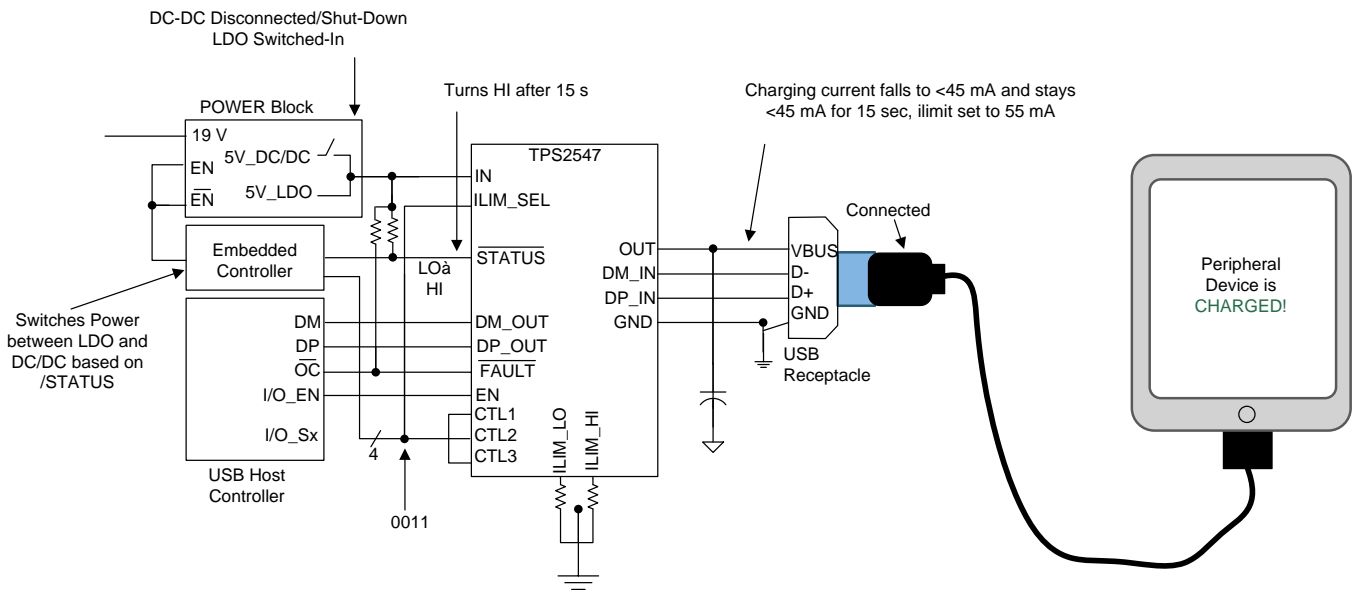 DC-DC Disconnected/Shut-Down
LDO Switched-In
Turns HI after 15 s
Charging current falls to <45 mA and stays
<45 mA for 15 sec, ilimit set to 55 mA
POWER Block
19 V
EN
EN
5V_DC/DC
5V_LDO
Embedded
Controller
Switches Power
between LDO and
DC/DC based on
/STATUS
DM
DP
OC
I/O_EN
I/O_Sx
USB Host
Controller
4
0011
LOà
HI
TPS2547
IN
ILIM_SEL
STATUS
DM_OUT
DP_OUT
FAULT
EN
CTL1
CTL2
CTL3
ILIM_LO
ILIM_HI
OUT
DM_IN
DP_IN
GND
VBUS
D-
D+
GND
USB
Receptacle
Connected
Peripheral
Device is
CHARGED!